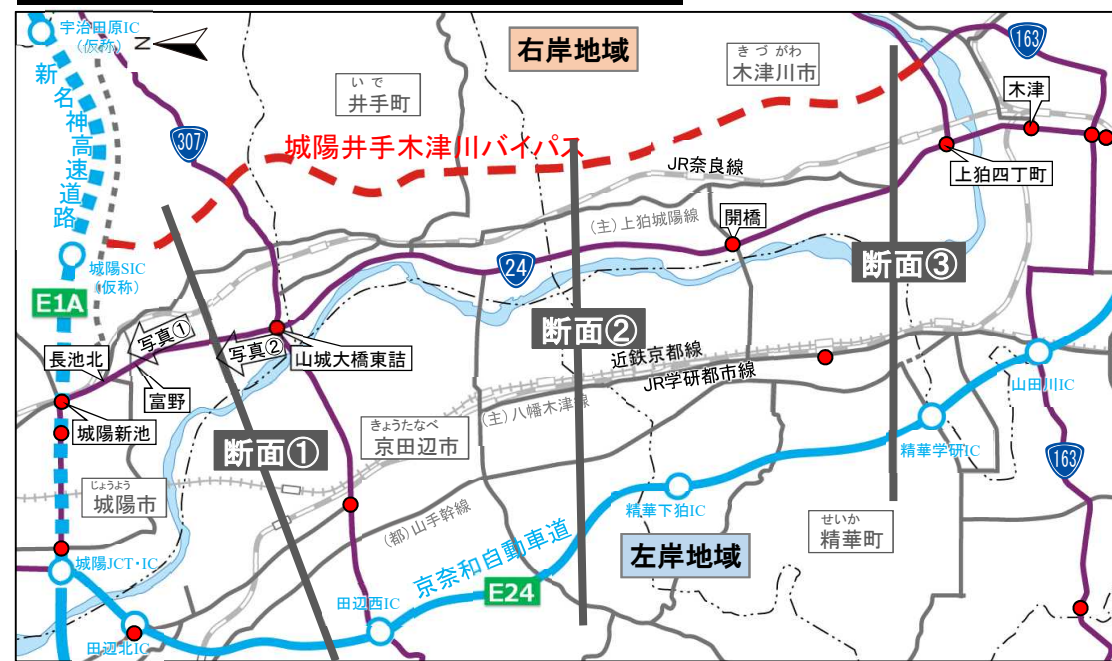 宇治田原IC
(仮称)
N
新名神高速道路
307
いで
井手町
右岸地域
きづがわ
木津川市
163
木津
城陽井手木津川バイパス
JR奈良線
上狛四丁町
(主)上狛城陽線
開橋
24
断面③
城陽SIC
(仮称)
E1A
写真①
写真②
長池北
富野
山城大橋東詰
断面②
近鉄京都線
JR学研都市線
山田川IC
城陽新池
(主)八幡木津線
きょうたなべ
京田辺市
断面①
精華学研IC
163
じょうよう
城陽市
(都)山手幹線
精華下狛IC
せいか
精華町
城陽JCT・IC
京奈和自動車道
左岸地域
E24
田辺西IC
田辺北IC